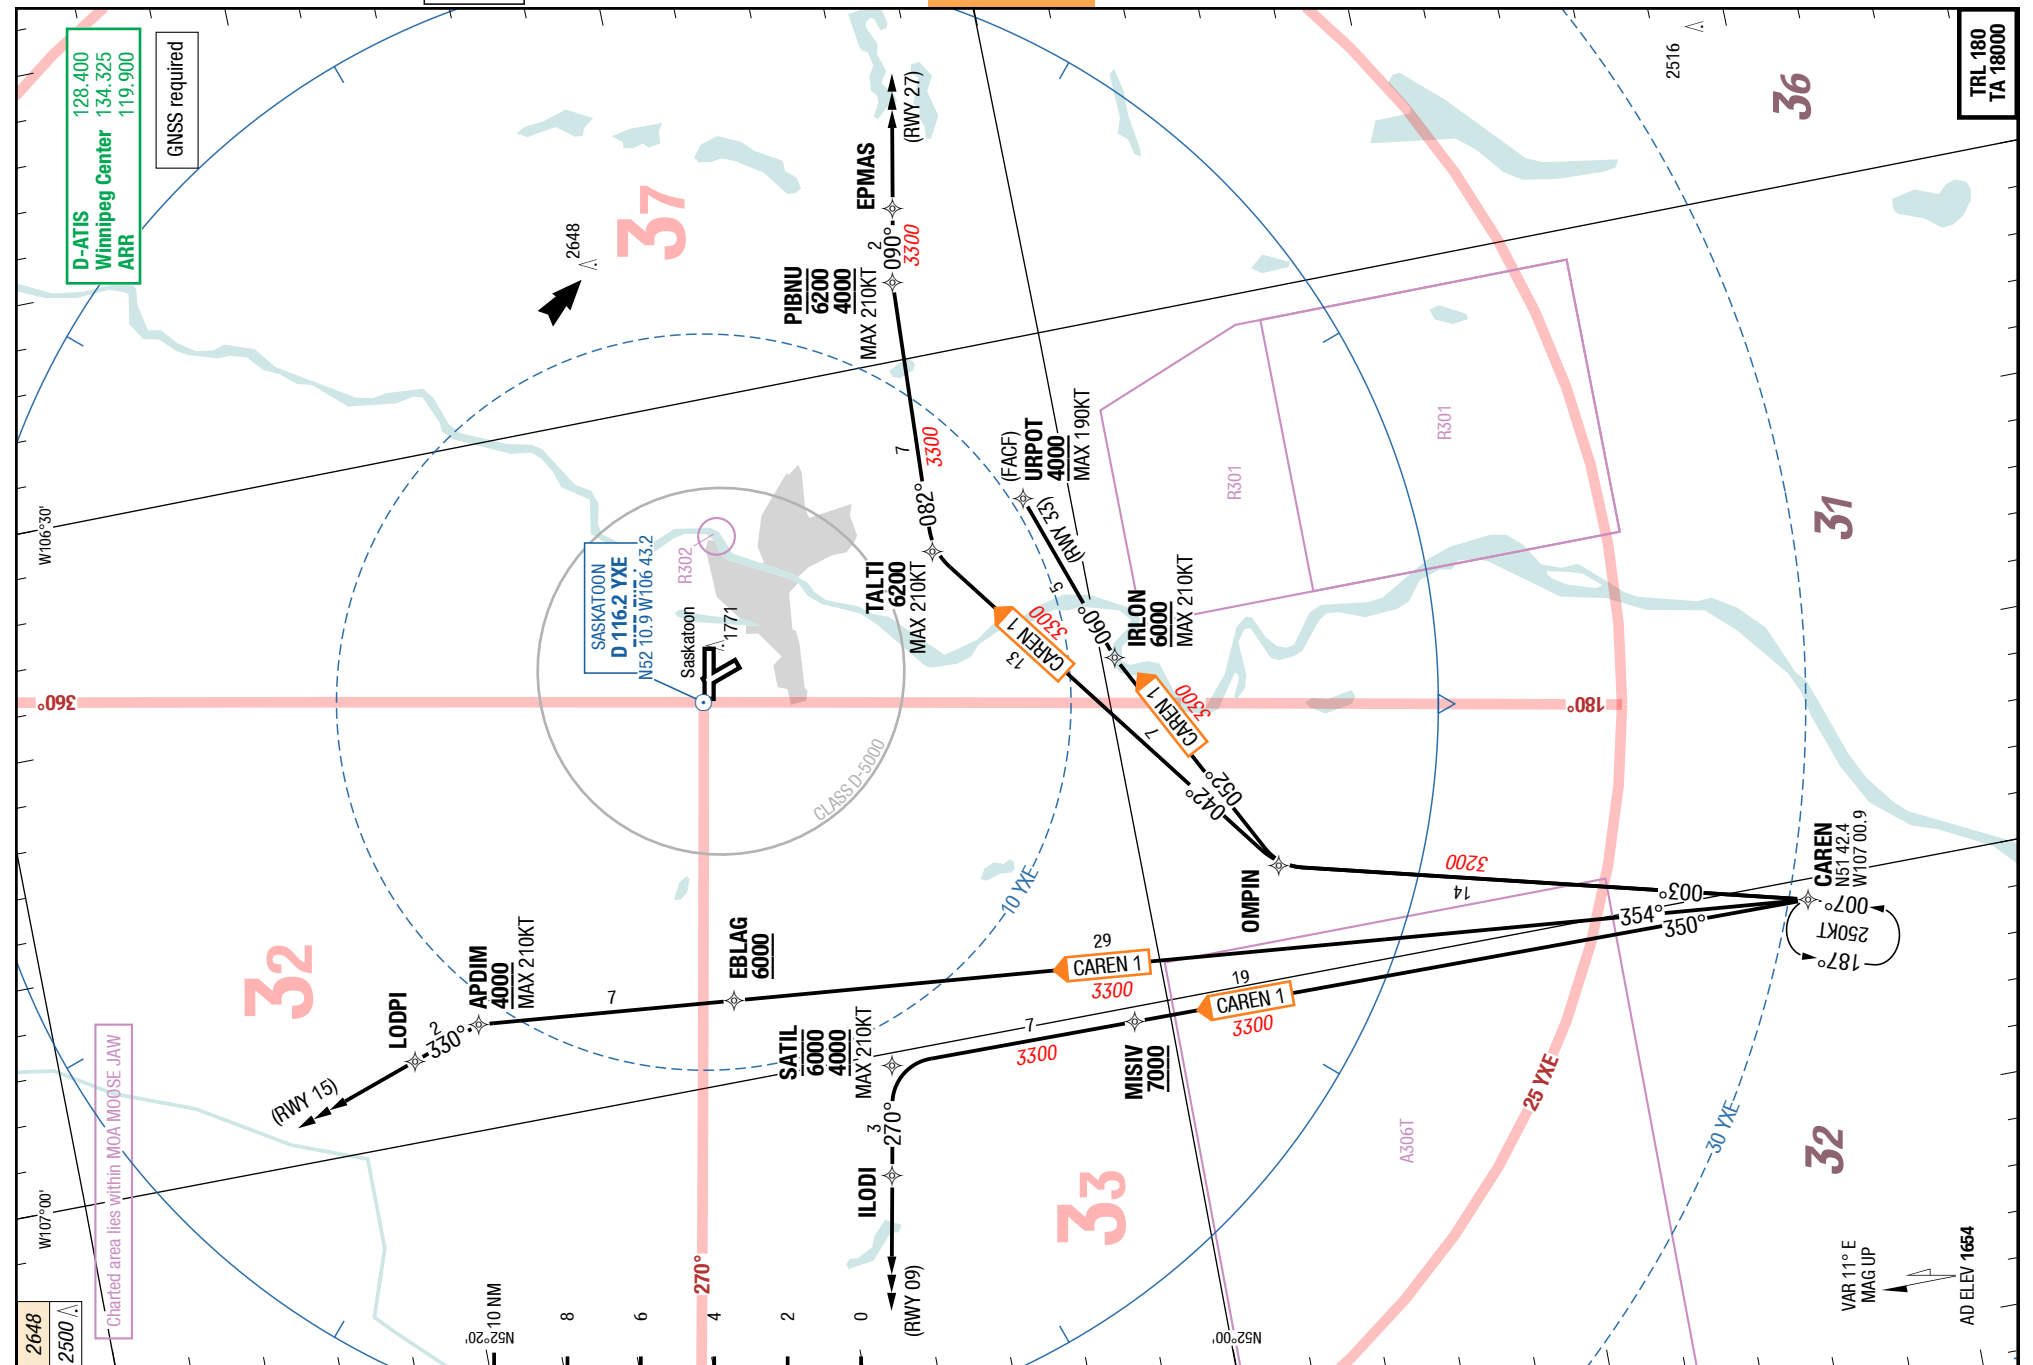 D-ATIS 128.400
Winnipeg Center 134.325
ARR 119.900
GNSS required
TRL 180
TA 18000
2516
36
37
2648
EPMAS
(RWY 27)
2
090°
3300
PIBNU
6200
4000
MAX 210KT
7
3300
082°
TALTI
6200
MAX 210KT
(FACF)
URPOT
4000
MAX 190KT
(RWY 33)
5
060°
IRLON
6000
MAX 210KT
CAREN 1
3300
13
CAREN 1
3300
7
052°
042°
R301
R301
31
W106°30'
SASKATOON
D 116.2 YXE
N52 10.9 W106 43.2
R302
Saskatoon
1771
360°
180°
CLASS D-5000
10 YXE
OMPIN
3200
14
003°
CAREN
N51 42.4
W107 00.9
007°
250KT
187°
354°
350°
29
CAREN 1
3300
19
CAREN 1
3300
EBLAG
6000
7
APDIM
4000
MAX 210KT
LODPI
2
330°
(RWY 15)
32
SATIL
6000
4000
MAX 210KT
7
3300
MISIV
7000
3
270°
ILODI
(RWY 09)
33
A306T
25 YXE
30 YXE
32
Charted area lies within MOA MOOSE JAW
W107°00'
270°
10 NM
8
6
4
2
0
N52°20'
N52°00'
2648
2500
VAR 11° E
MAG UP
AD ELEV 1654